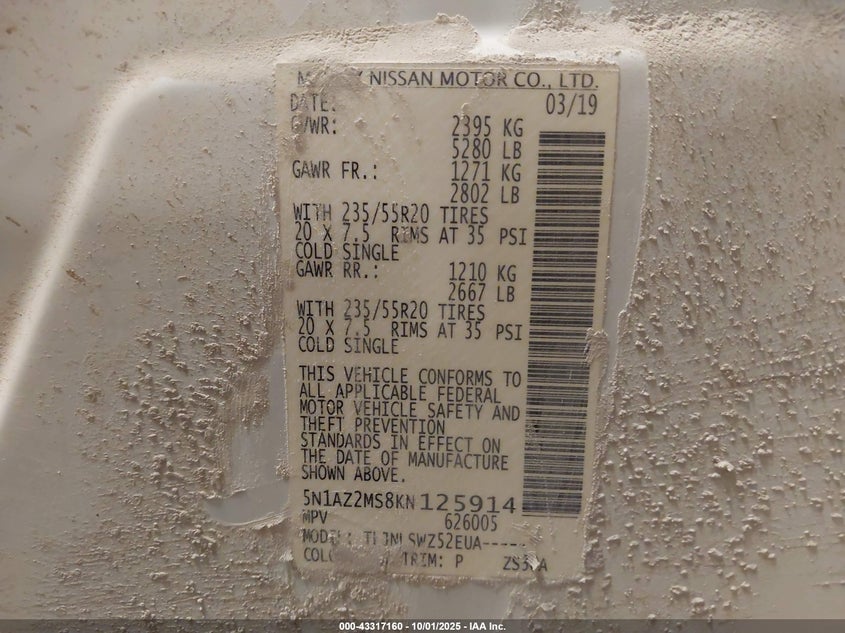 NISSAN MOTOR CO., LTD.
DATE: 03/19
GVWR: 2395 KG
5280 LB
GAWR FR.: 1271 KG
2802 LB
WITH 235/55R20 TIRES
20 X 7.5 RIMS AT 35 PSI
COLD SINGLE
GAWR RR.: 1210 KG
2667 LB
WITH 235/55R20 TIRES
20 X 7.5 RIMS AT 35 PSI
COLD SINGLE
THIS VEHICLE CONFORMS TO
ALL APPLICABLE FEDERAL
MOTOR VEHICLE SAFETY AND
THEFT PREVENTION
STANDARDS IN EFFECT ON
THE DATE OF MANUFACTURE
SHOWN ABOVE.
5N1AZ2MS8KN125914
MPV 626005
MODEL:
TRIM: P
000-43317160 - 10/01/2025 - IAA Inc.